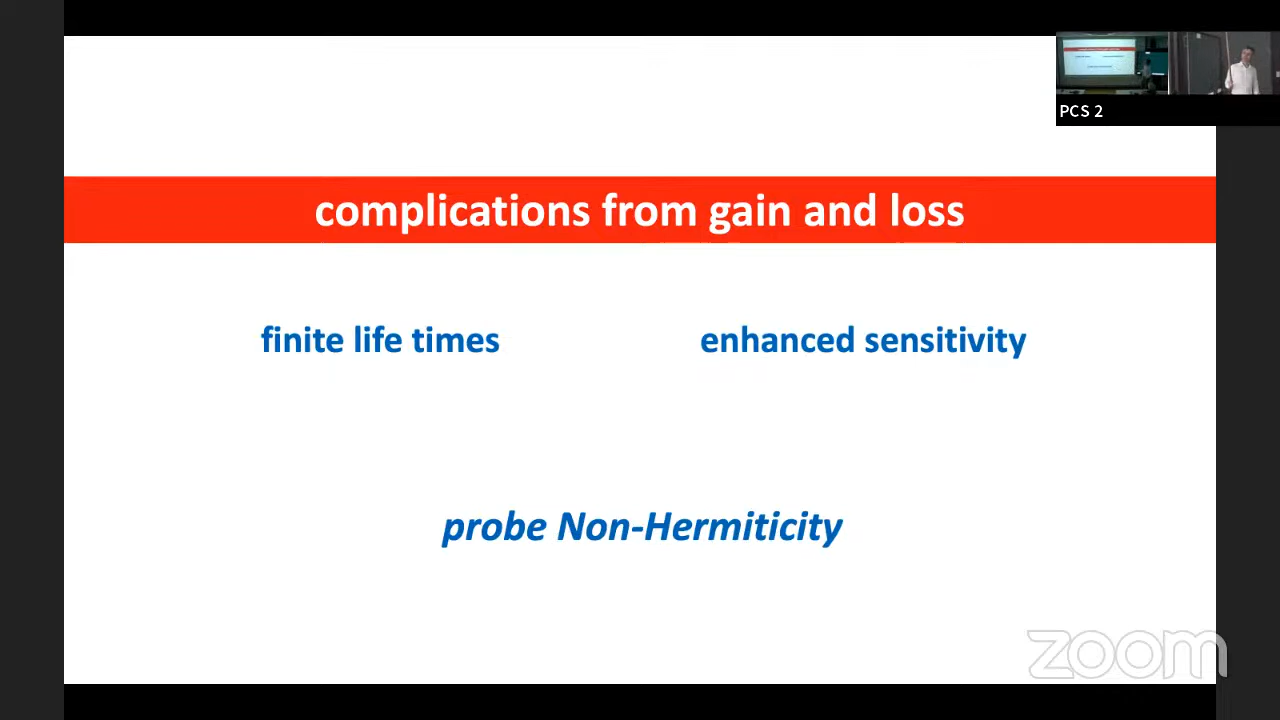 PCS 2
complications from gain and loss
finite life times
enhanced sensitivity
probe Non-Hermiticity
zoom